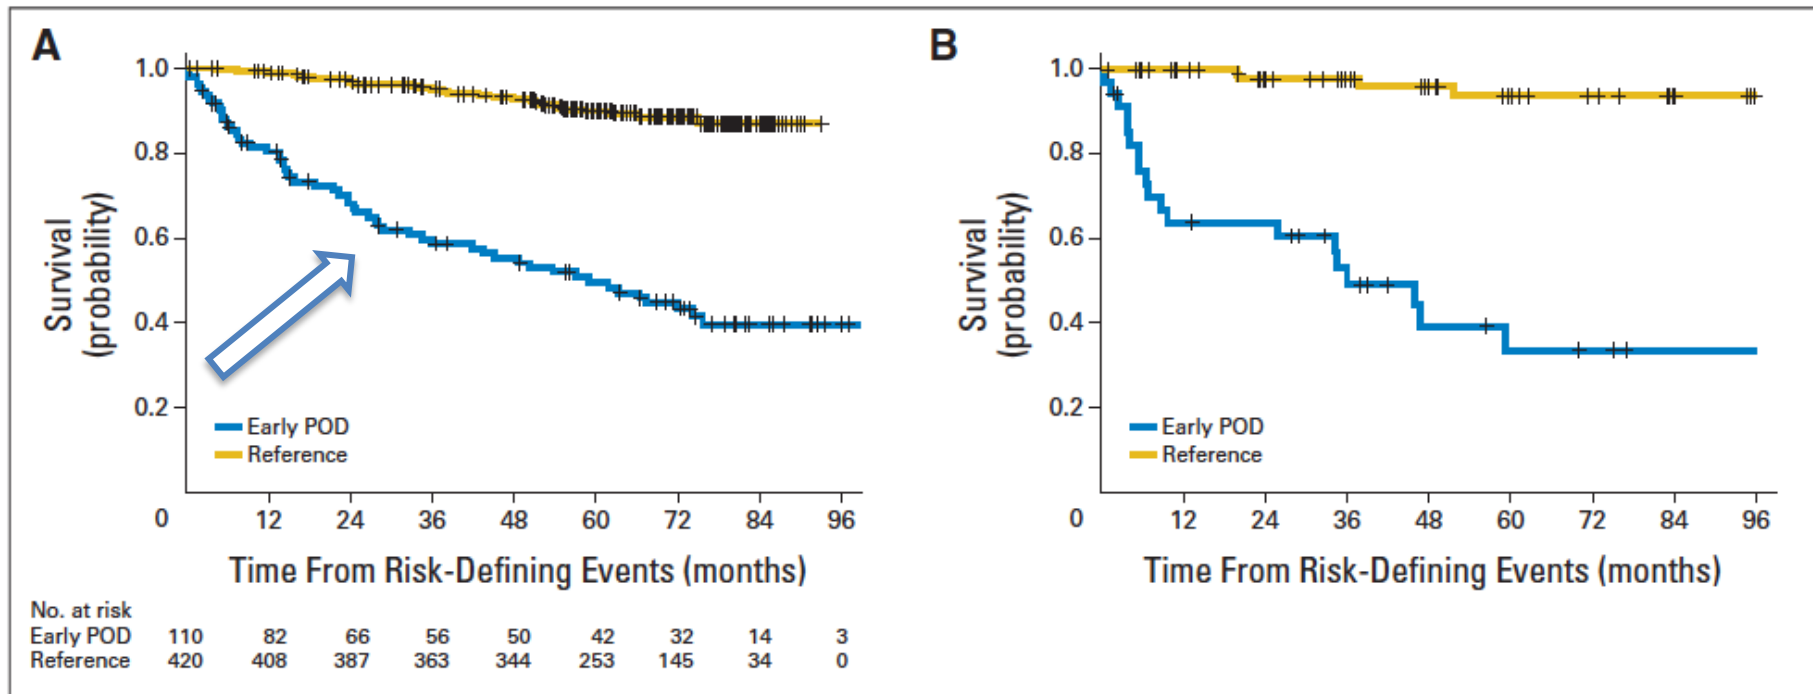 A
1.0
0.8
0.6
0.4
0.2
0
Survival
(probability)
Early POD
Reference
12 24 36 48 60 72 84 96
Time From Risk-Defining Events (months)
No. at risk
Early POD 110 82 66 56 50 42 32 14 3
Reference 420 408 387 363 344 253 145 34 0
B
1.0
0.8
0.6
0.4
0.2
0
Survival
(probability)
Early POD
Reference
12 24 36 48 60 72 84 96
Time From Risk-Defining Events (months)